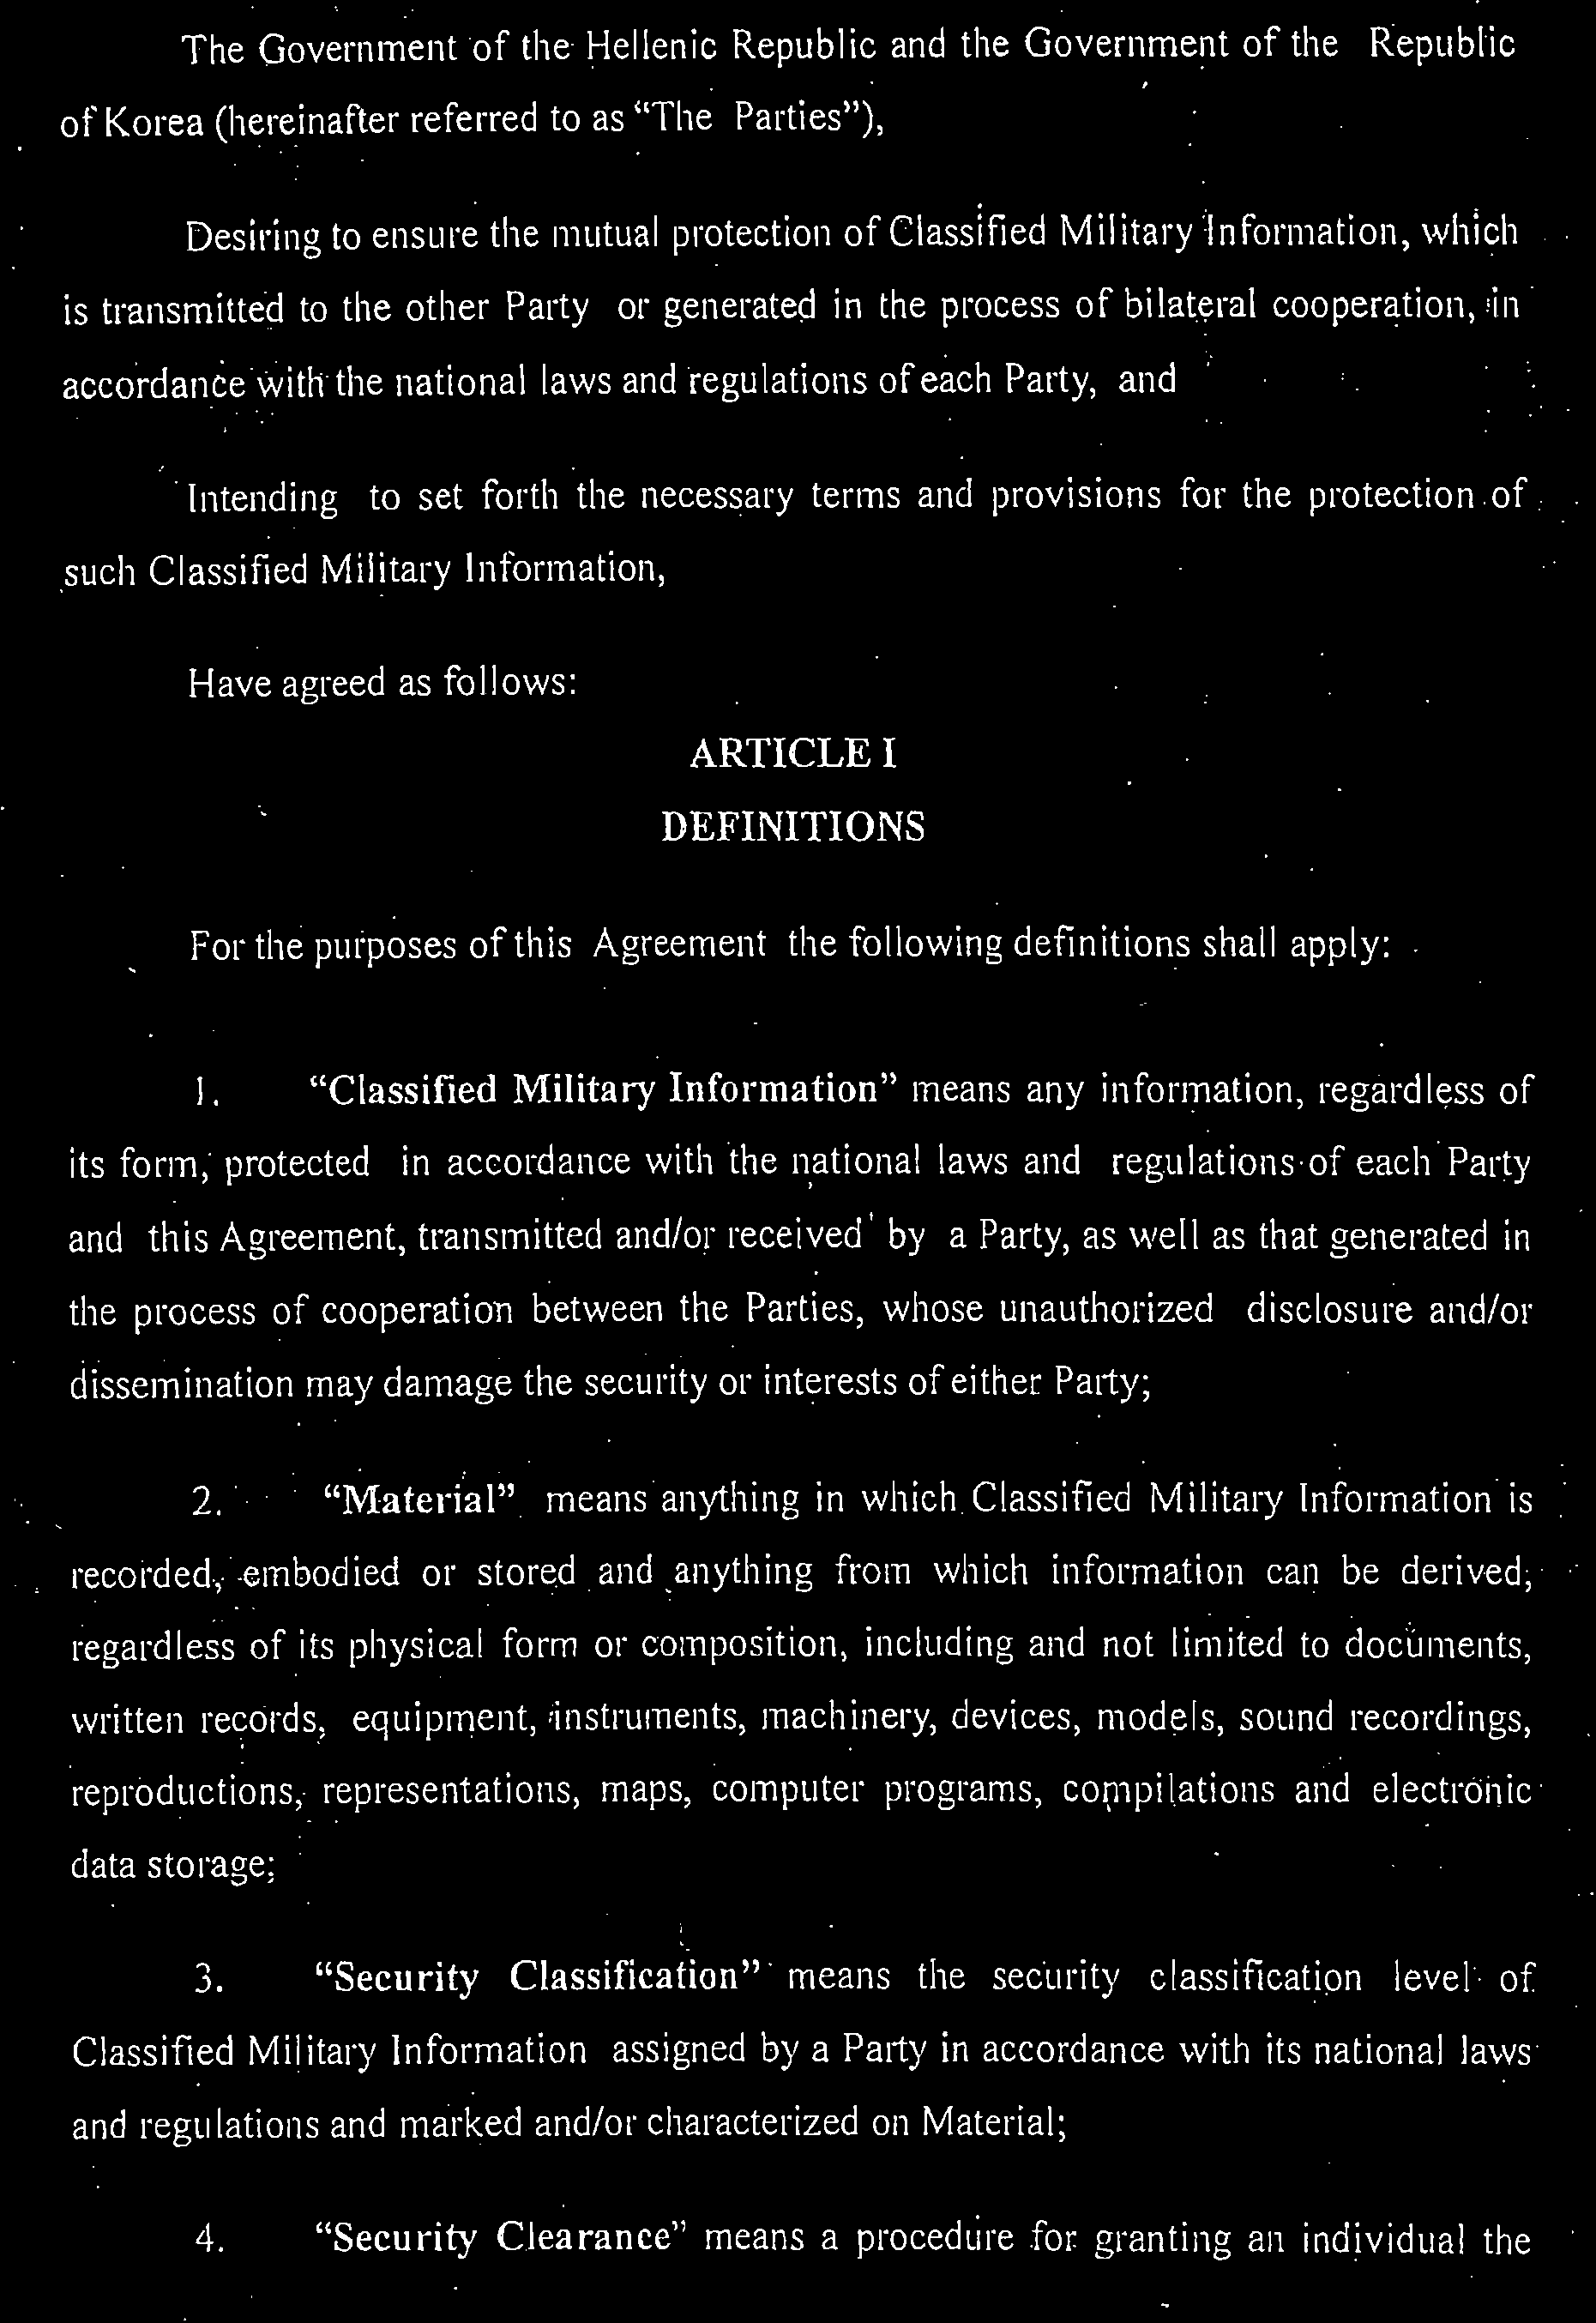 The Government of the Hellenic Republic and the Government of the Republic
of Korea (hereinafter referred to as “The Parties”),
Desiring to ensure the mutual protection of Classified Military Information, which
is transmitted to the other Party or generated in the process of bilateral cooperation, in
accordance with the national laws and regulations of each Party, and
Intending to set forth the necessary terms and provisions for the protection of
such Classified Military Information,
Have agreed as follows:
ARTICLE I
DEFINITIONS
For the purposes of this Agreement the following definitions shall apply:
1. “Classified Military Information” means any information, regardless of
its form, protected in accordance with the national laws and regulations of each Party
and this Agreement, transmitted and/or received by a Party, as well as that generated in
the process of cooperation between the Parties, whose unauthorized disclosure and/or
dissemination may damage the security or interests of either Party;
2. “Material” means anything in which Classified Military Information is
recorded, embodied or stored and anything from which information can be derived,
regardless of its physical form or composition, including and not limited to documents,
written records, equipment, instruments, machinery, devices, models, sound recordings,
reproductions, representations, maps, computer programs, compilations and electronic
data storage;
3. “Security Classification” means the security classification level of
Classified Military Information assigned by a Party in accordance with its national laws
and regulations and marked and/or characterized on Material;
4. “Security Clearance” means a procedure for granting an individual the